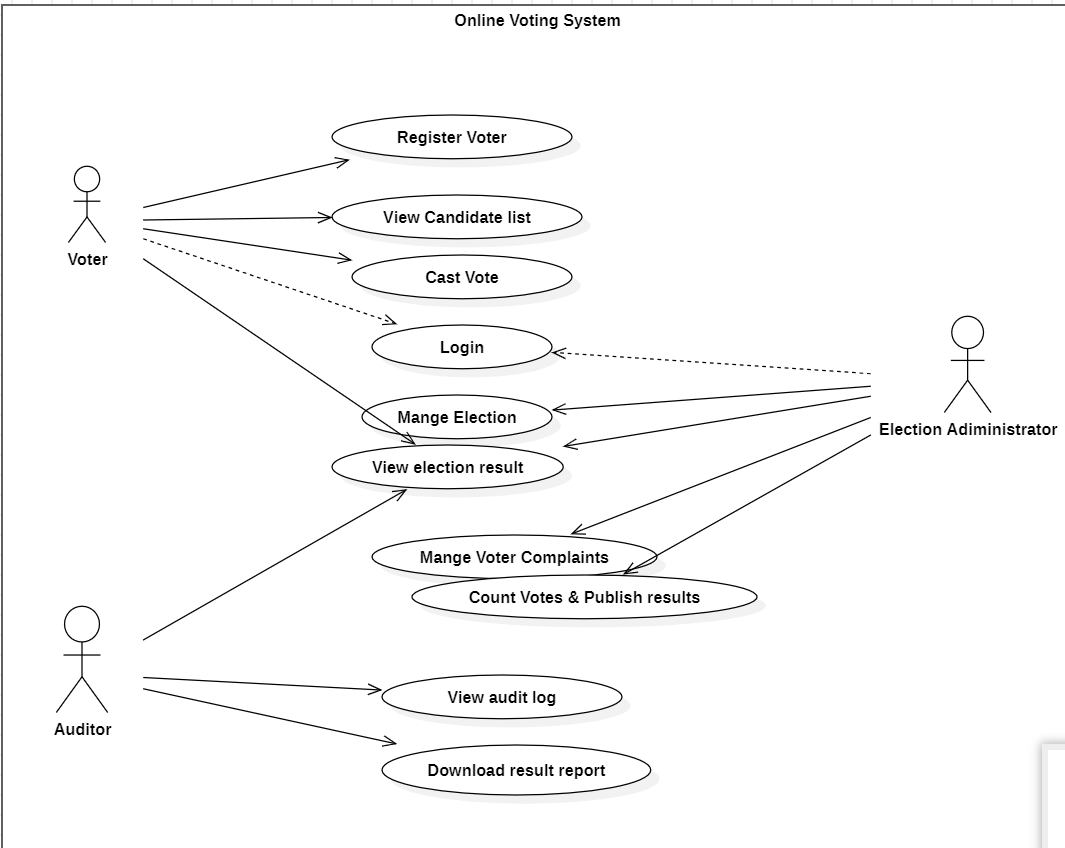 Online Voting System
Register Voter
View Candidate list
Voter
Cast Vote
Login
Mange Election
Election Adiministrator
View election result
Mange Voter Complaints
Count Votes & Publish results
View audit log
Auditor
Download result report